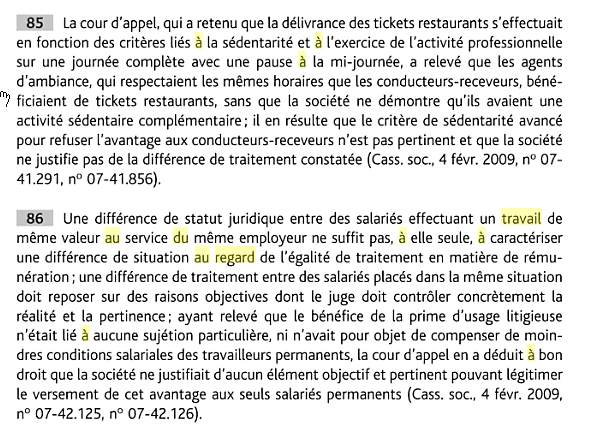 85 La cour d’appel, qui a retenu que la délivrance des tickets restaurants s’effectuait
en fonction des critères liés à la sédentarité et à l’exercice de l’activité professionnelle
sur une journée complète avec une pause à la mi-journée, a relevé que les agents
d’ambiance, qui respectaient les mêmes horaires que les conducteurs-receveurs, béné-
ficiaient de tickets restaurants, sans que la société ne démontre qu’ils avaient une
activité sédentaire complémentaire ; il en résulte que le critère de sédentarité avancé
pour refuser l’avantage aux conducteurs-receveurs n’est pas pertinent et que la société
ne justifie pas de la différence de traitement constatée (Cass. soc., 4 févr. 2009, nº 07-
41.291, nº 07-41.856).
86 Une différence de statut juridique entre des salariés effectuant un travail de
même valeur au service du même employeur ne suffit pas, à elle seule, à caractériser
une différence de situation au regard de l’égalité de traitement en matière de rému-
nération ; une différence de traitement entre des salariés placés dans la même situation
doit reposer sur des raisons objectives dont le juge doit contrôler concrètement la
réalité et la pertinence ; ayant relevé que le bénéfice de la prime d’usage litigieuse
n’était lié à aucune sujétion particulière, ni n’avait pour objet de compenser de moin-
dres conditions salariales des travailleurs permanents, la cour d’appel en a déduit à bon
droit que la société ne justifiait d’aucun élément objectif et pertinent pouvant légitimer
le versement de cet avantage aux seuls salariés permanents (Cass. soc., 4 févr. 2009,
nº 07-42.125, nº 07-42.126).